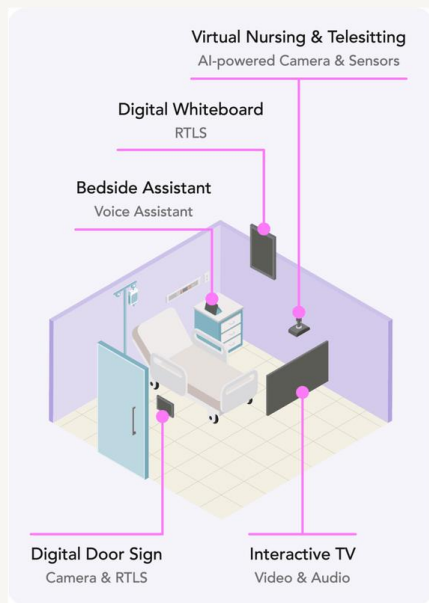 Virtual Nursing & Telesitting
AI-powered Camera & Sensors
Digital Whiteboard
RTLS
Bedside Assistant
Voice Assistant
Digital Door Sign
Camera & RTLS
Interactive TV
Video & Audio